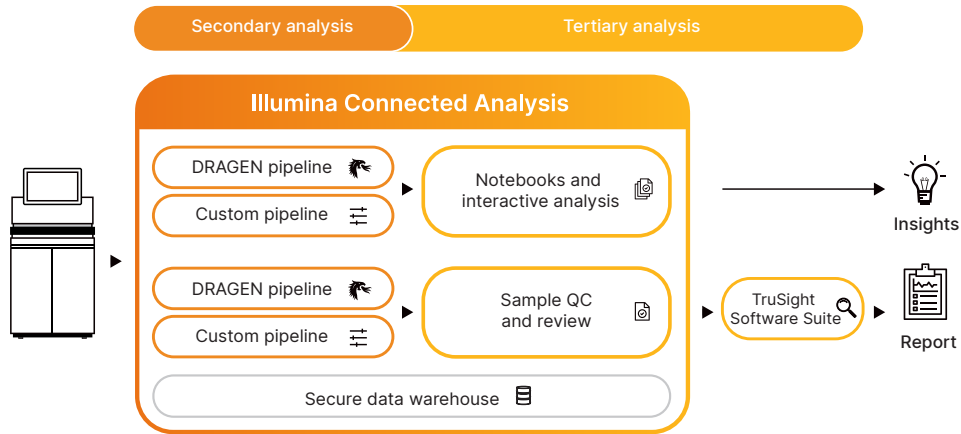 Secondary analysis
Tertiary analysis
Illumina Connected Analysis
DRAGEN pipeline
Custom pipeline
Notebooks and
interactive analysis
Insights
DRAGEN pipeline
Custom pipeline
Sample QC
and review
TruSight
Software Suite
Report
Secure data warehouse